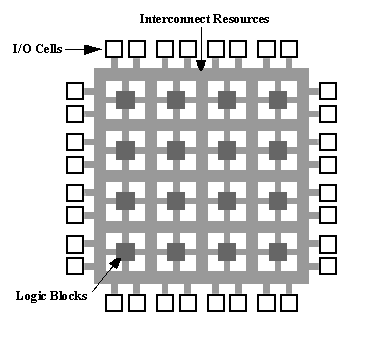 Interconnect Resources
I/O Cells
Logic Blocks